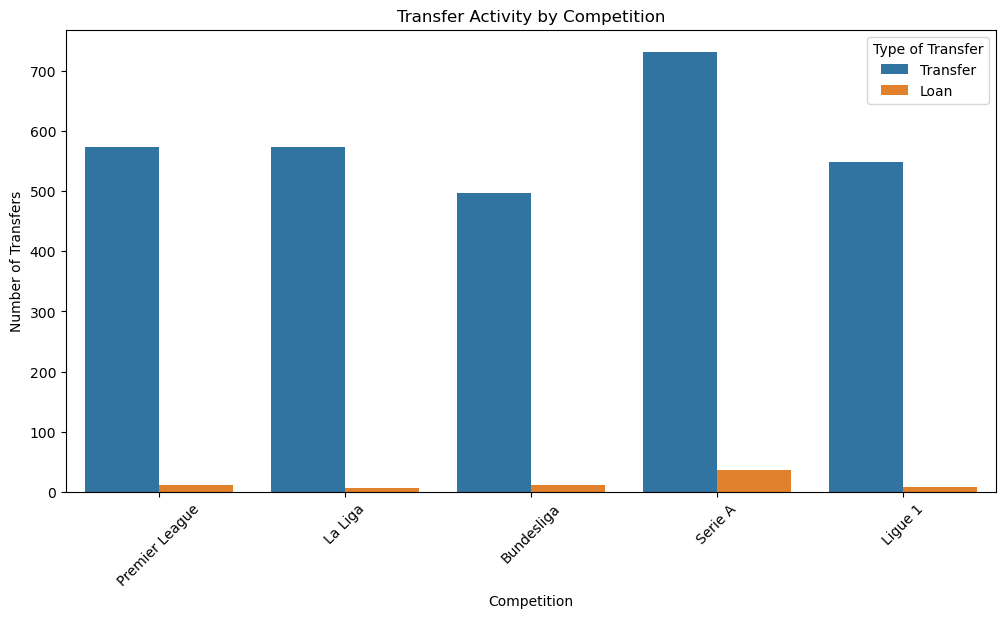 Transfer Activity by Competition
Type of Transfer
Transfer
Loan
Number of Transfers
700
600
500
400
300
200
100
0
Premier League
La Liga
Bundesliga
Serie A
Ligue 1
Competition